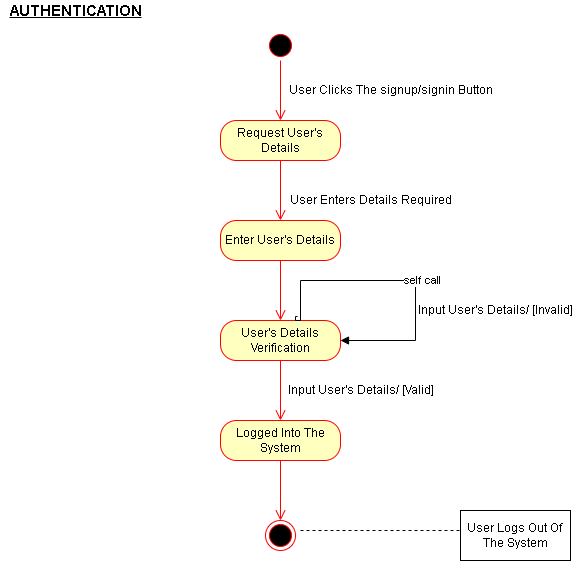 AUTHENTICATION
User Clicks The signup/signin Button
Request User's
Details
User Enters Details Required
Enter User's Details
self call
Input User's Details/ [Invalid]
User's Details
Verification
Input User's Details/ [Valid]
Logged Into The
System
User Logs Out Of
The System